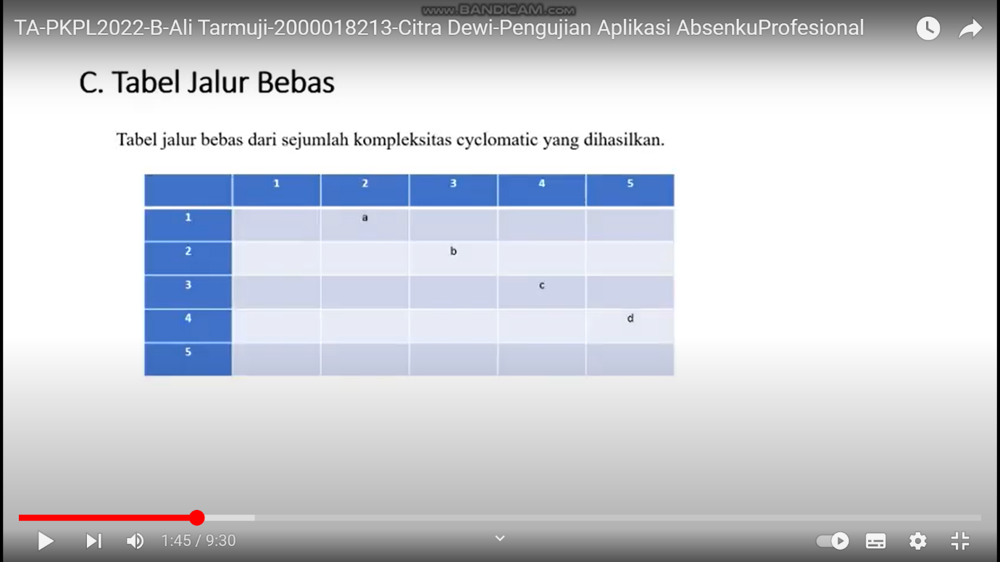 www.BANDICAM.com
TA-PKPL2022-B-Ali Tarmuji-2000018213-Citra Dewi-Pengujian Aplikasi AbsenkuProfesional
C. Tabel Jalur Bebas
Tabel jalur bebas dari sejumlah kompleksitas cyclomatic yang dihasilkan.
1 2 3 4 5
1 a
2 b
3 c
4 d
5
1:45 / 9:30